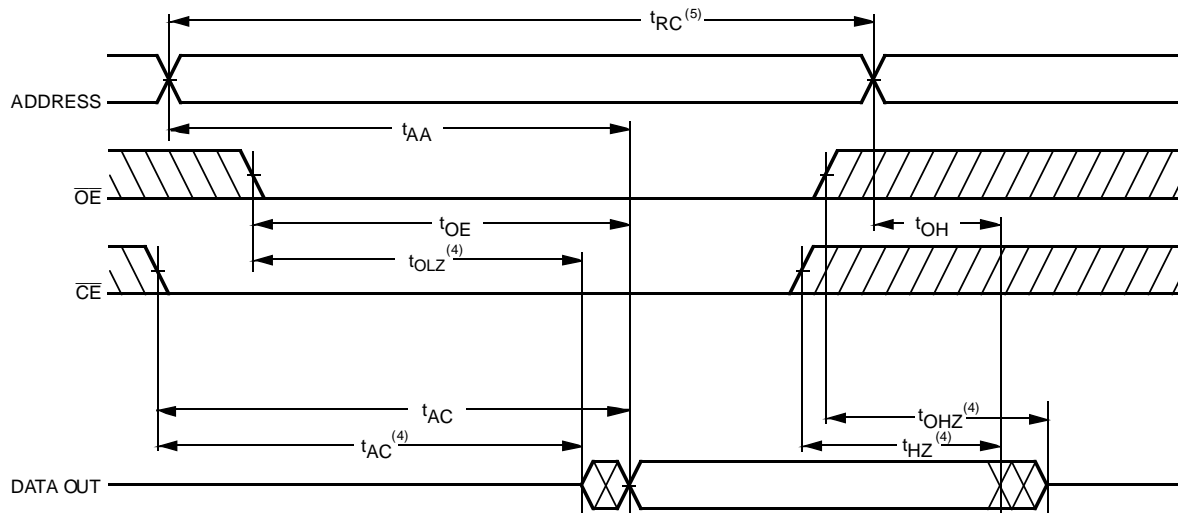 tRC(5)
ADDRESS
tAA
OE
tOE
tOH
tOLZ(4)
CE
tAC
tOHZ(4)
tAC(4)
tHZ(4)
DATA OUT